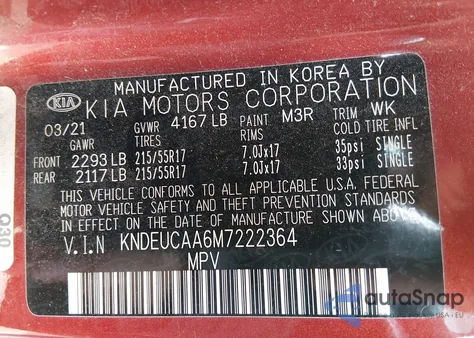 MANUFACTURED IN KOREA BY
KIA KIA MOTORS CORPORATION
03/21 GVWR 4167 LB PAINT M3R TRIM WK
GAWR TIRES RIMS COLD TIRE INFL
FRONT 2293 LB 215/55R17 7.0Jx17 35psi SINGLE
REAR 2117 LB 215/55R17 7.0Jx17 33psi SINGLE
THIS VEHICLE CONFORMS TO ALL APPLICABLE U.S.A. FEDERAL
MOTOR VEHICLE SAFETY AND THEFT PREVENTION STANDARDS
IN EFFECT ON THE DATE OF MANUFACTURE SHOWN ABOVE.
V.I.N KNDEUCAA6M7222364
MPV
Q30
autoSnap